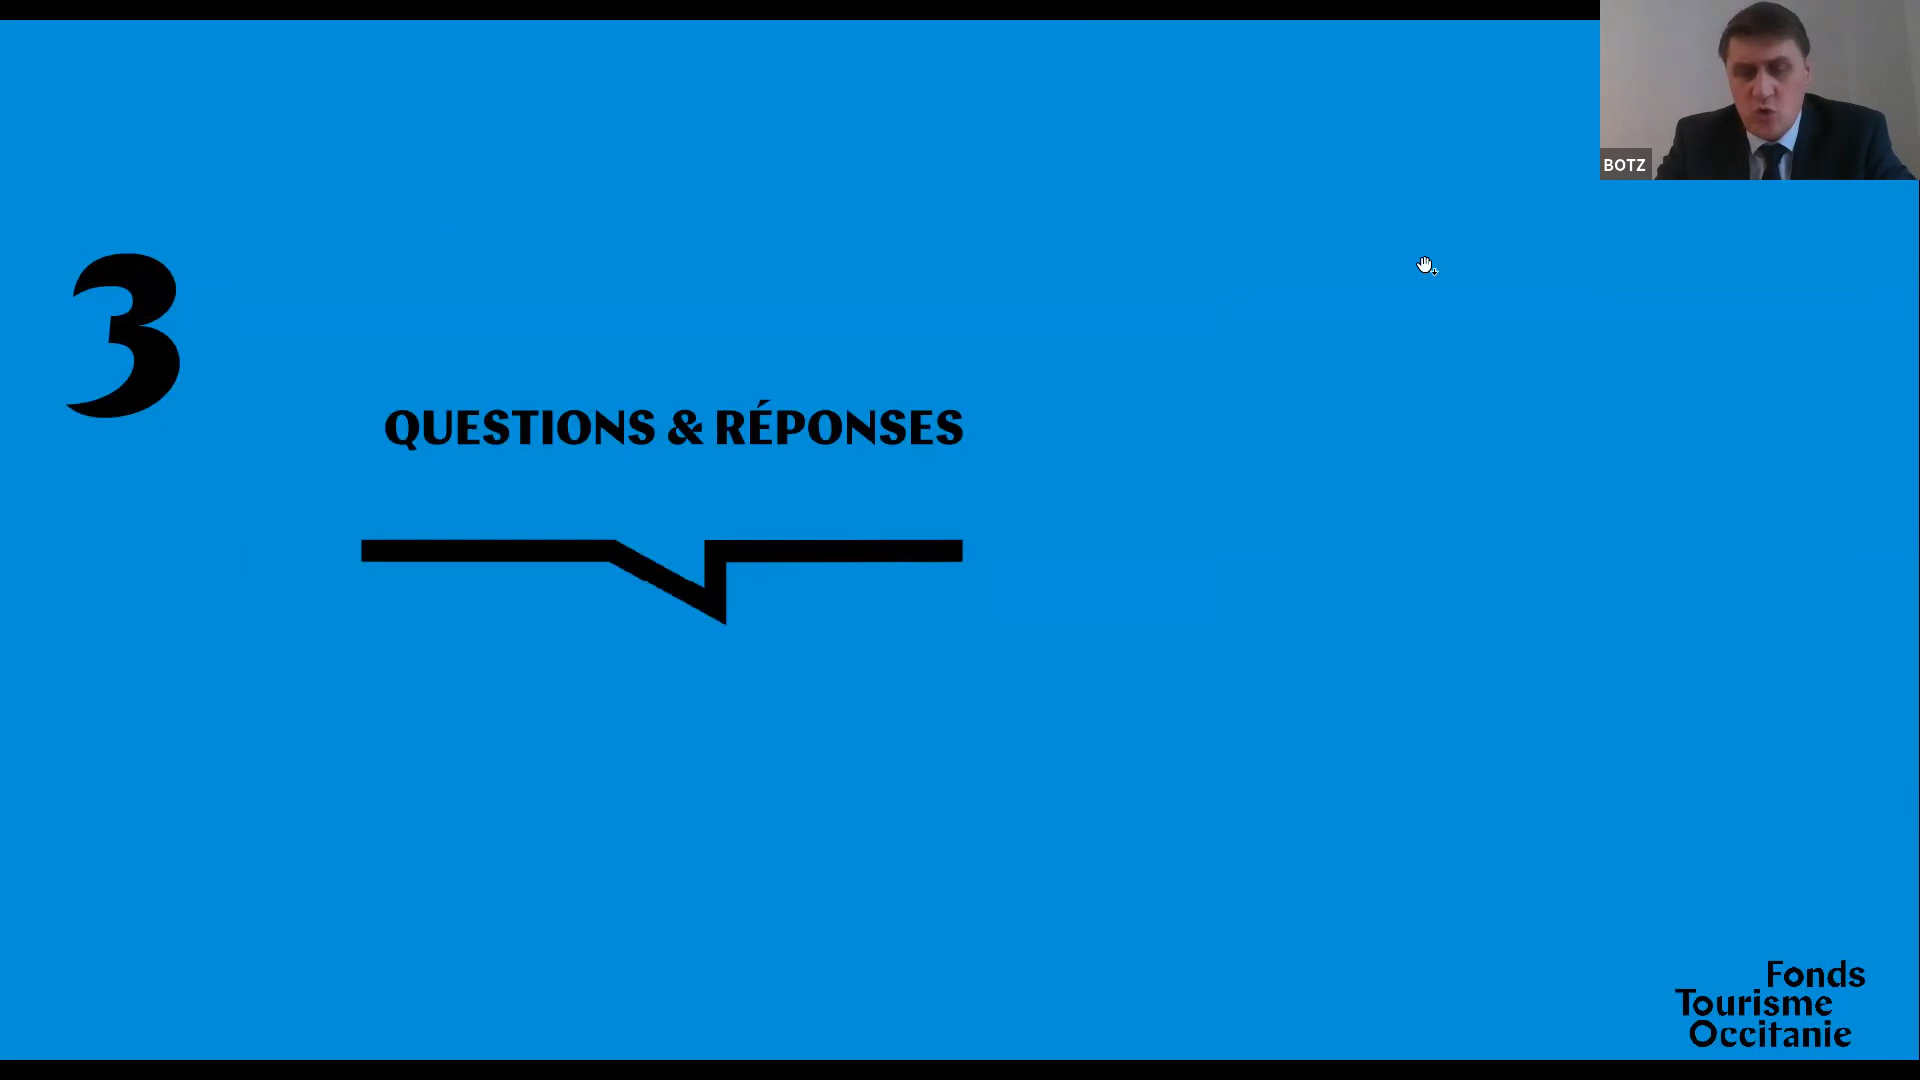 BOTZ
3
QUESTIONS & RÉPONSES
Fonds
Tourisme
Occitanie